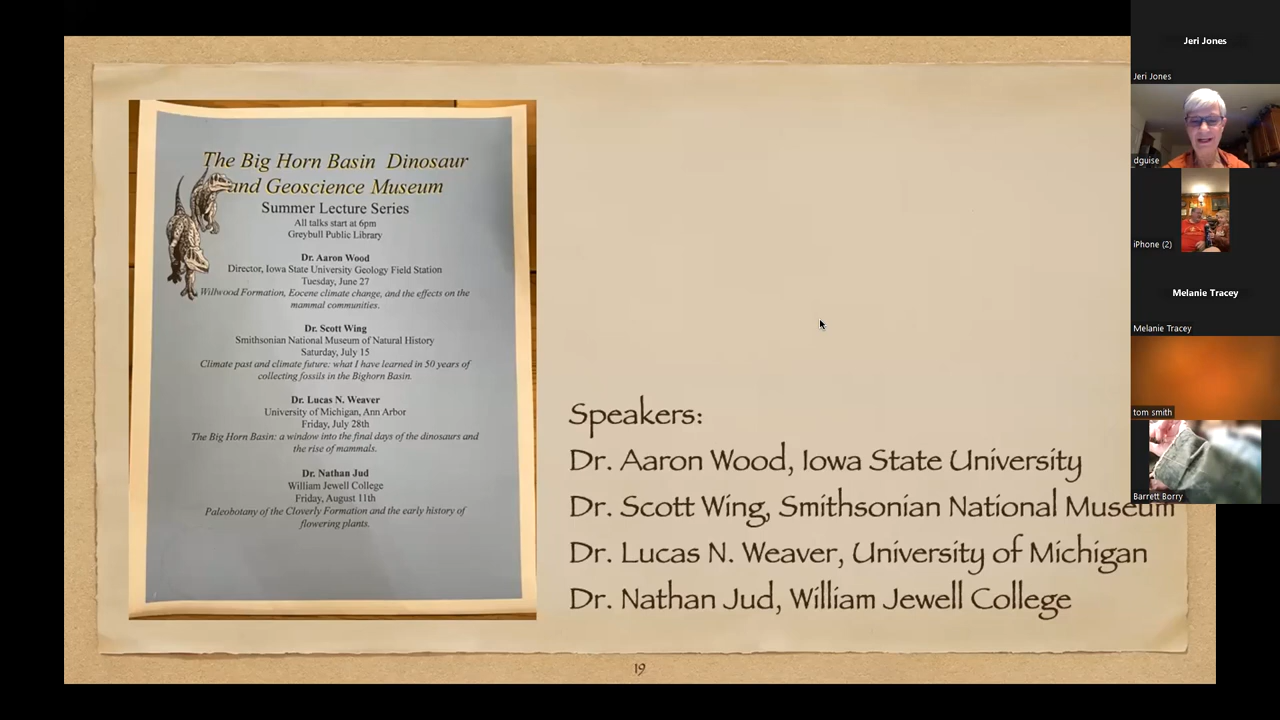 The Big Horn Basin Dinosaur
and Geoscience Museum
Summer Lecture Series
All talks start at 6pm
Greybull Public Library
Dr. Aaron Wood
Director, Iowa State University Geology Field Station
Tuesday, June 27
Willwood Formation, Eocene climate change, and the effects on the
mammal communities.
Dr. Scott Wing
Smithsonian National Museum of Natural History
Saturday, July 15
Climate past and climate future: what I have learned in 50 years of
collecting fossils in the Bighorn Basin.
Dr. Lucas N. Weaver
University of Michigan, Ann Arbor
Friday, July 28th
The Big Horn Basin: a window into the final days of the dinosaurs and
the rise of mammals.
Dr. Nathan Jud
William Jewell College
Friday, August 11th
Paleobotany of the Cloverly Formation and the early history of
flowering plants.
Speakers:
Dr. Aaron Wood, Iowa State University
Dr. Scott Wing, Smithsonian National Museum
Dr. Lucas N. Weaver, University of Michigan
Dr. Nathan Jud, William Jewell College
19
Jeri Jones
Jeri Jones
dguise
iPhone (2)
Melanie Tracey
Melanie Tracey
tom smith
Barrett Borry